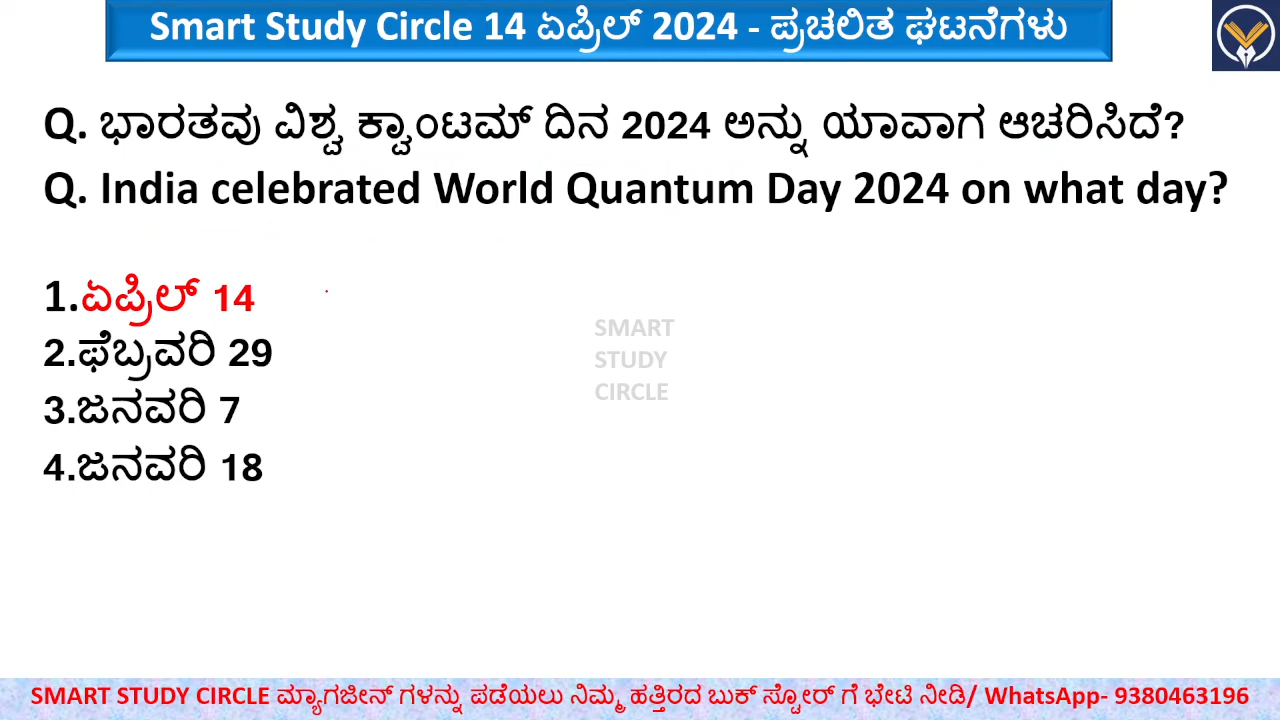 Smart Study Circle 14 ಏಪ್ರಿಲ್ 2024 - ಪ್ರಚಲಿತ ಘಟನೆಗಳು
Q. ಭಾರತವು ವಿಶ್ವ ಕ್ವಾಂಟಮ್ ದಿನ 2024 ಅನ್ನು ಯಾವಾಗ ಆಚರಿಸಿದೆ?
Q. India celebrated World Quantum Day 2024 on what day?
1.ಏಪ್ರಿಲ್ 14
2.ಫೆಬ್ರವರಿ 29
3.ಜನವರಿ 7
4.ಜನವರಿ 18
SMART
STUDY
CIRCLE
SMART STUDY CIRCLE ಮ್ಯಾಗಜೀನ್ ಗಳನ್ನು ಪಡೆಯಲು ನಿಮ್ಮ ಹತ್ತಿರದ ಬುಕ್ ಸ್ಟೋರ್ ಗೆ ಭೇಟಿ ನೀಡಿ/ WhatsApp- 9380463196